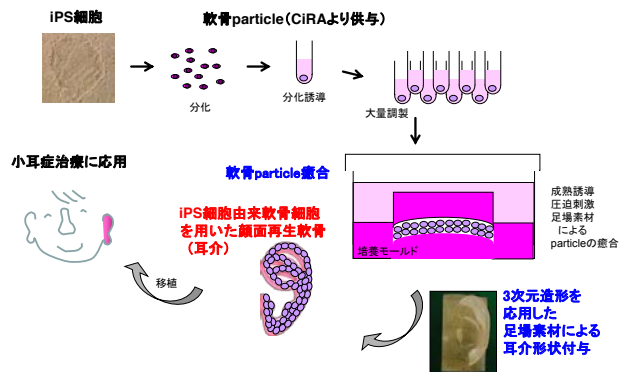 iPS細胞
軟骨particle(CiRAより供与)
分化
分化誘導
大量調製
小耳症治療に応用
軟骨particle癒合
iPS細胞由来軟骨細胞
を用いた顔面再生軟骨
(耳介)
移植
培養モールド
成熟誘導
圧迫刺激
足場素材
による
particleの癒合
3次元造形を
応用した
足場素材による
耳介形状付与